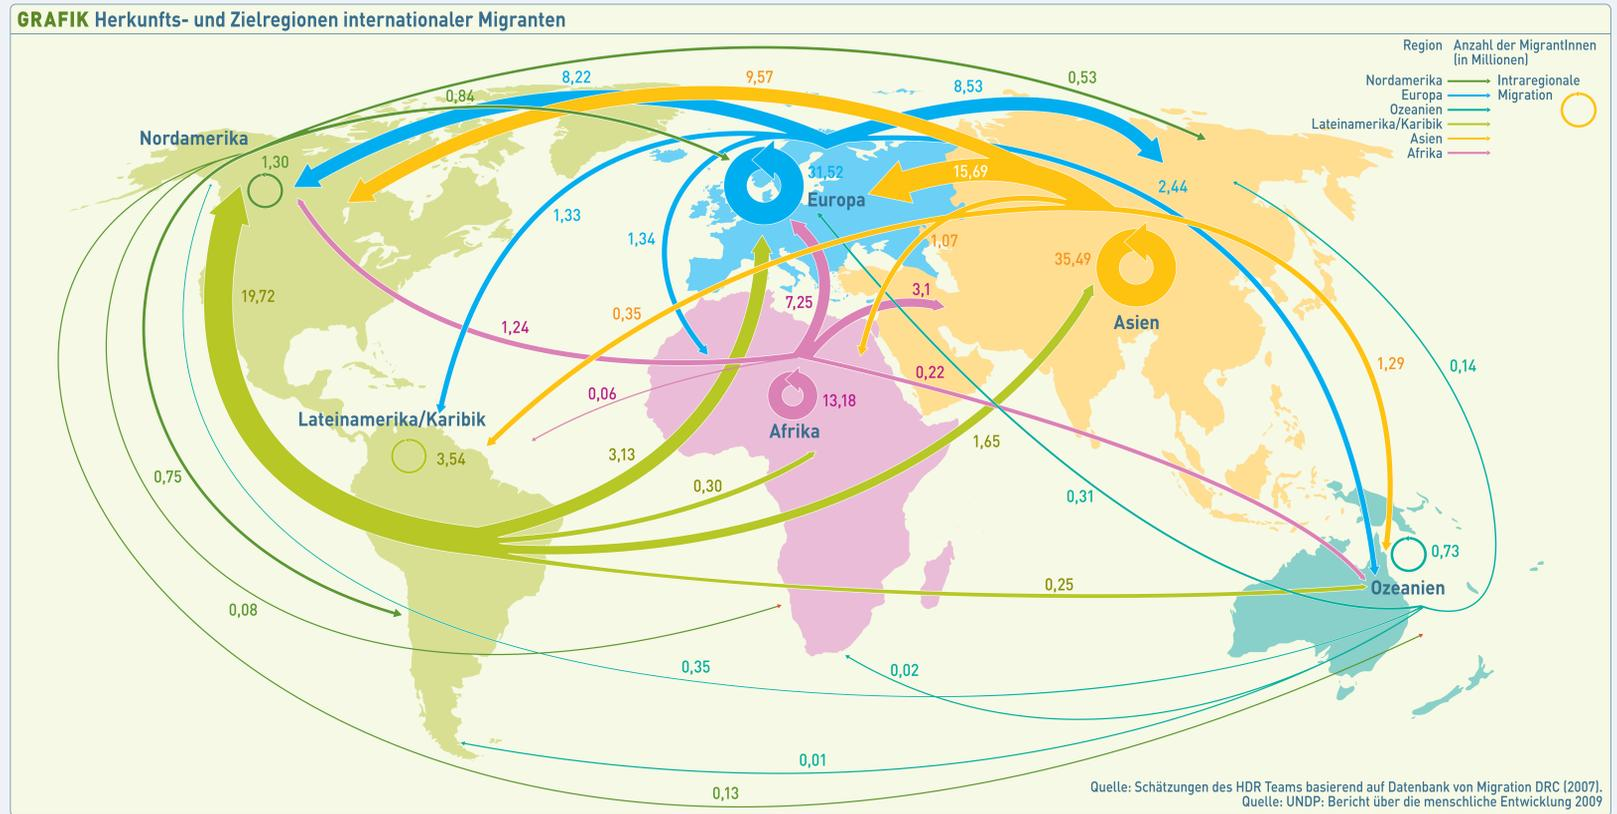 GRAFIK Herkunfts- und Zielregionen internationaler Migranten
Region Anzahl der MigrantInnen
(in Millionen)
Nordamerika Intraregionale
Europa Migration
Ozeanien
Lateinamerika/Karibik
Asien
Afrika
8,22
9,57
8,53
0,53
0,84
Nordamerika
1,30
31,52
Europa
15,69
2,44
1,33
1,34
1,07
35,49
19,72
7,25
3,1
0,35
1,24
Asien
0,22
1,29
0,14
0,06
13,18
Lateinamerika/Karibik
Afrika
3,54
3,13
1,65
0,75
0,30
0,31
0,73
0,25
Ozeanien
0,08
0,35
0,02
0,01
0,13
Quelle: Schätzungen des HDR Teams basierend auf Datenbank von Migration DRC (2007).
Quelle: UNDP: Bericht über die menschliche Entwicklung 2009